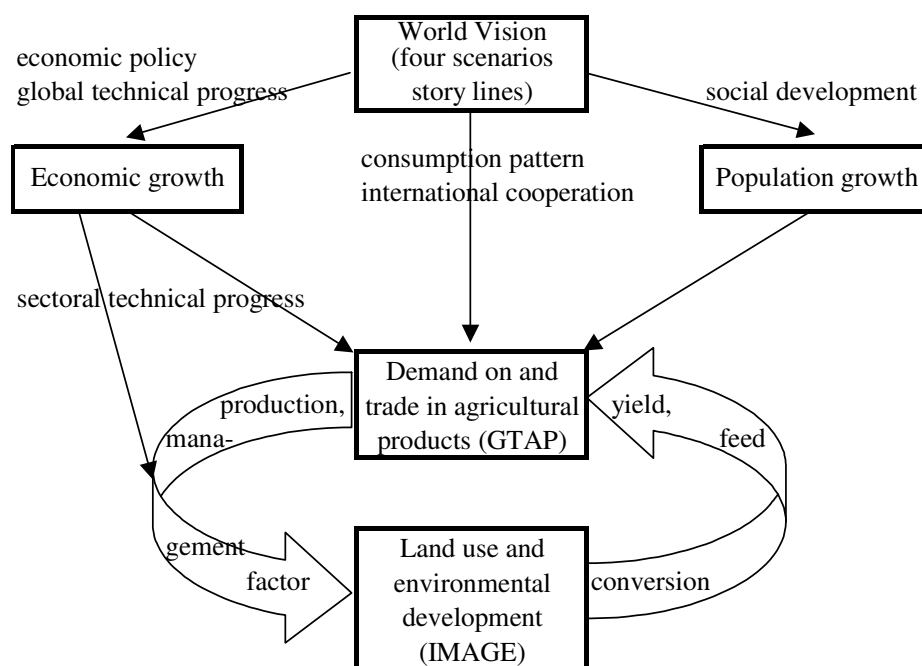 World Vision
(four scenarios
story lines)
economic policy
global technical progress
social development
Economic growth
consumption pattern
international cooperation
Population growth
sectoral technical progress
Demand on and
trade in agricultural
products (GTAP)
production,
mana-
gement
factor
yield,
feed
conversion
Land use and
environmental
development
(IMAGE)